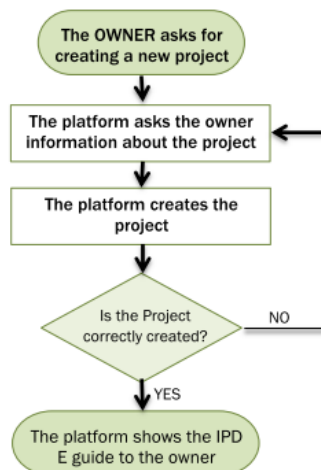 The OWNER asks for
creating a new project
The platform asks the owner
information about the project
The platform creates the
project
Is the Project
correctly created?
NO
YES
The platform shows the IPD
E guide to the owner